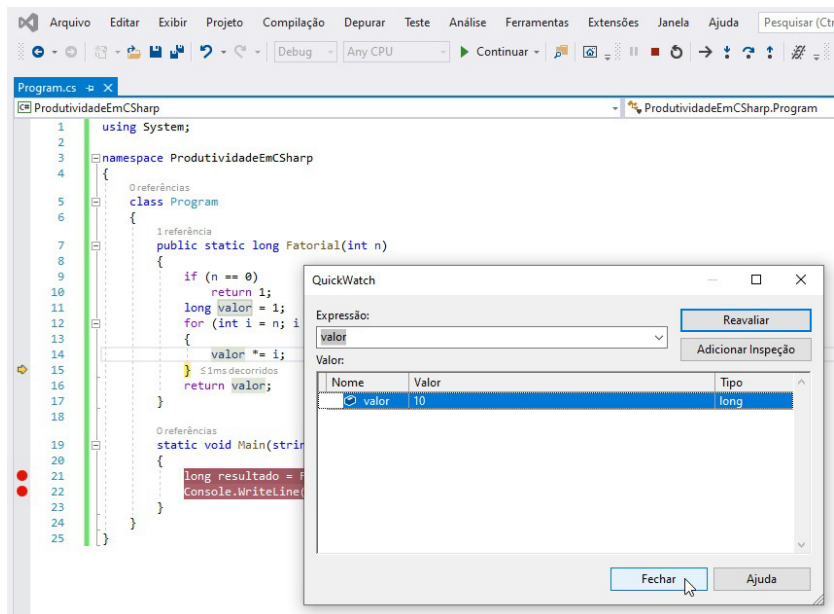 Arquivo Editar Exibir Projeto Compilação Depurar Teste Análise Ferramentas Extensões Janela Ajuda Pesquisar (Ct
Debug Any CPU Continuar
Program.cs
C# ProdutividadeEmCSharp ProdutividadeEmCSharp.Program
1 using System;
2
3 namespace ProdutividadeEmCSharp
4 {
0 referências
5 class Program
6 {
1 referência
7 public static long Fatorial(int n)
8 {
9 if (n == 0)
10 return 1;
11 long valor = 1;
12 for (int i = n; i
13 {
14 valor *= i;
15 } ≤1ms decorridos
16 return valor;
17 }
18
0 referências
19 static void Main(strin
20 {
21 long resultado = F
22 Console.WriteLine(
23 }
24 }
25 }
QuickWatch
Expressão:
Reavaliar
valor
Adicionar Inspeção
Valor:
Nome Valor Tipo
valor 10 long
Fechar Ajuda